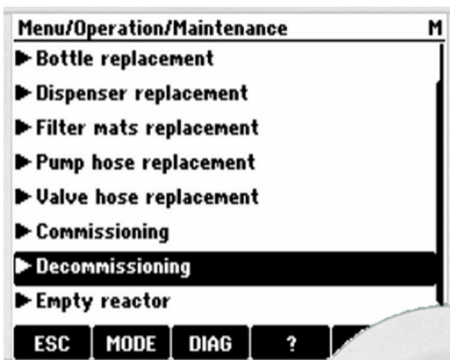 Menu/Operation/Maintenance M
Bottle replacement
Dispenser replacement
Filter mats replacement
Pump hose replacement
Valve hose replacement
Commissioning
Decommissioning
Empty reactor
ESC MODE DIAG ?